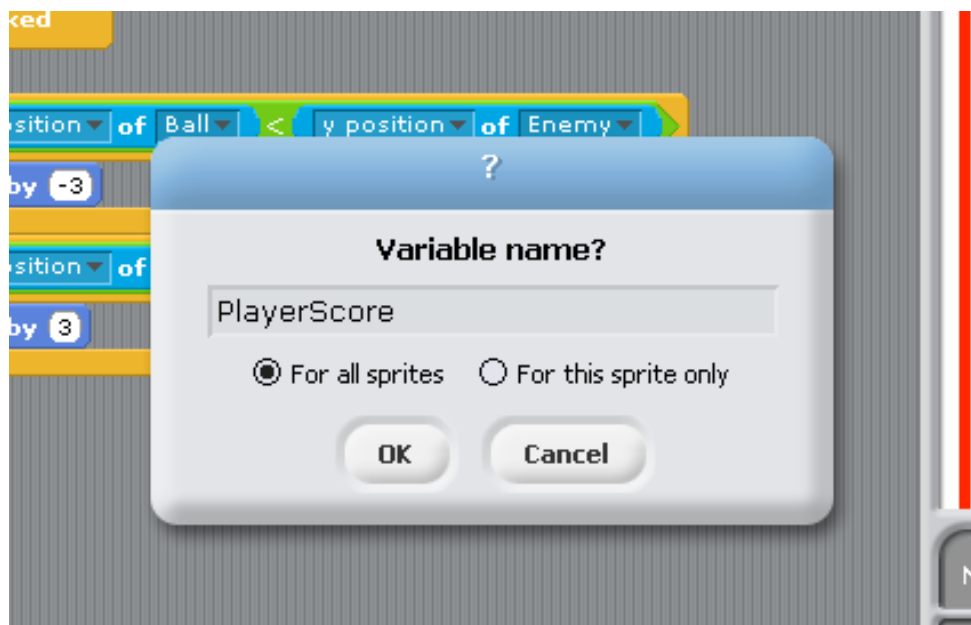 ked
sition of Ball < y position of Enemy
by -3
?
Variable name?
sition of
PlayerScore
by 3
For all sprites For this sprite only
OK Cancel
N